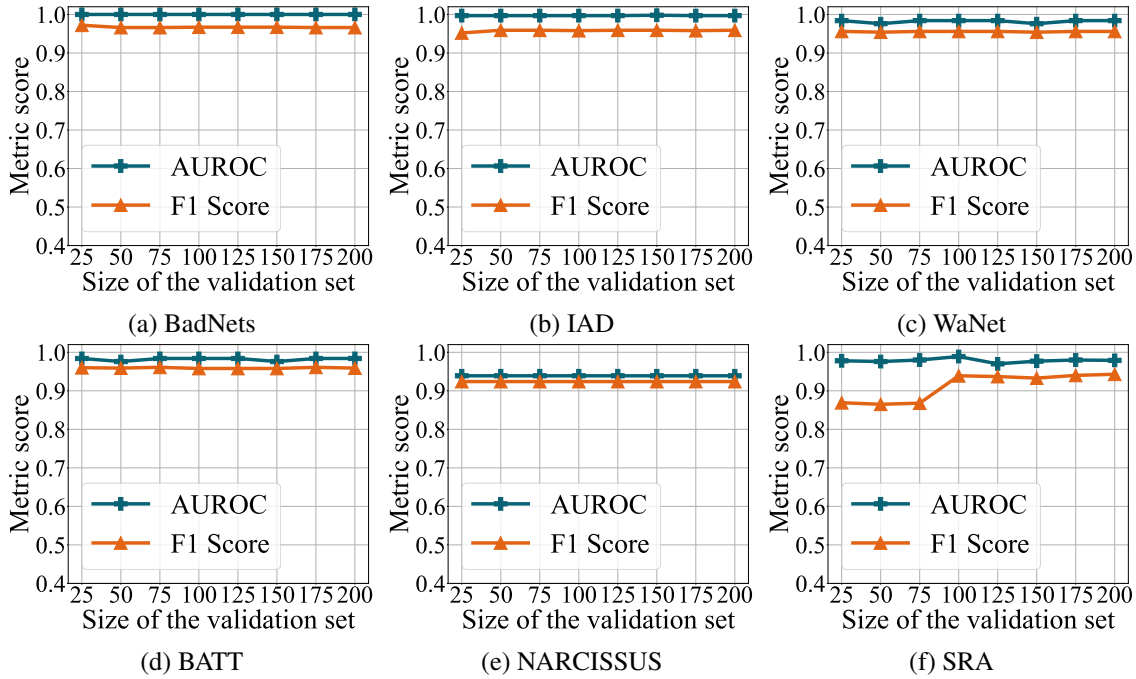 1.0
0.9
0.8
0.7
0.6
0.5
0.4
Metric score
AUROC
F1 Score
25 50 75 100 125 150 175 200
Size of the validation set
(a) BadNets
1.0
0.9
0.8
0.7
0.6
0.5
0.4
Metric score
AUROC
F1 Score
25 50 75 100 125 150 175 200
Size of the validation set
(b) IAD
1.0
0.9
0.8
0.7
0.6
0.5
0.4
Metric score
AUROC
F1 Score
25 50 75 100 125 150 175 200
Size of the validation set
(c) WaNet
1.0
0.9
0.8
0.7
0.6
0.5
0.4
Metric score
AUROC
F1 Score
25 50 75 100 125 150 175 200
Size of the validation set
(d) BATT
1.0
0.9
0.8
0.7
0.6
0.5
0.4
Metric score
AUROC
F1 Score
25 50 75 100 125 150 175 200
Size of the validation set
(e) NARCISSUS
1.0
0.9
0.8
0.7
0.6
0.5
0.4
Metric score
AUROC
F1 Score
25 50 75 100 125 150 175 200
Size of the validation set
(f) SRA